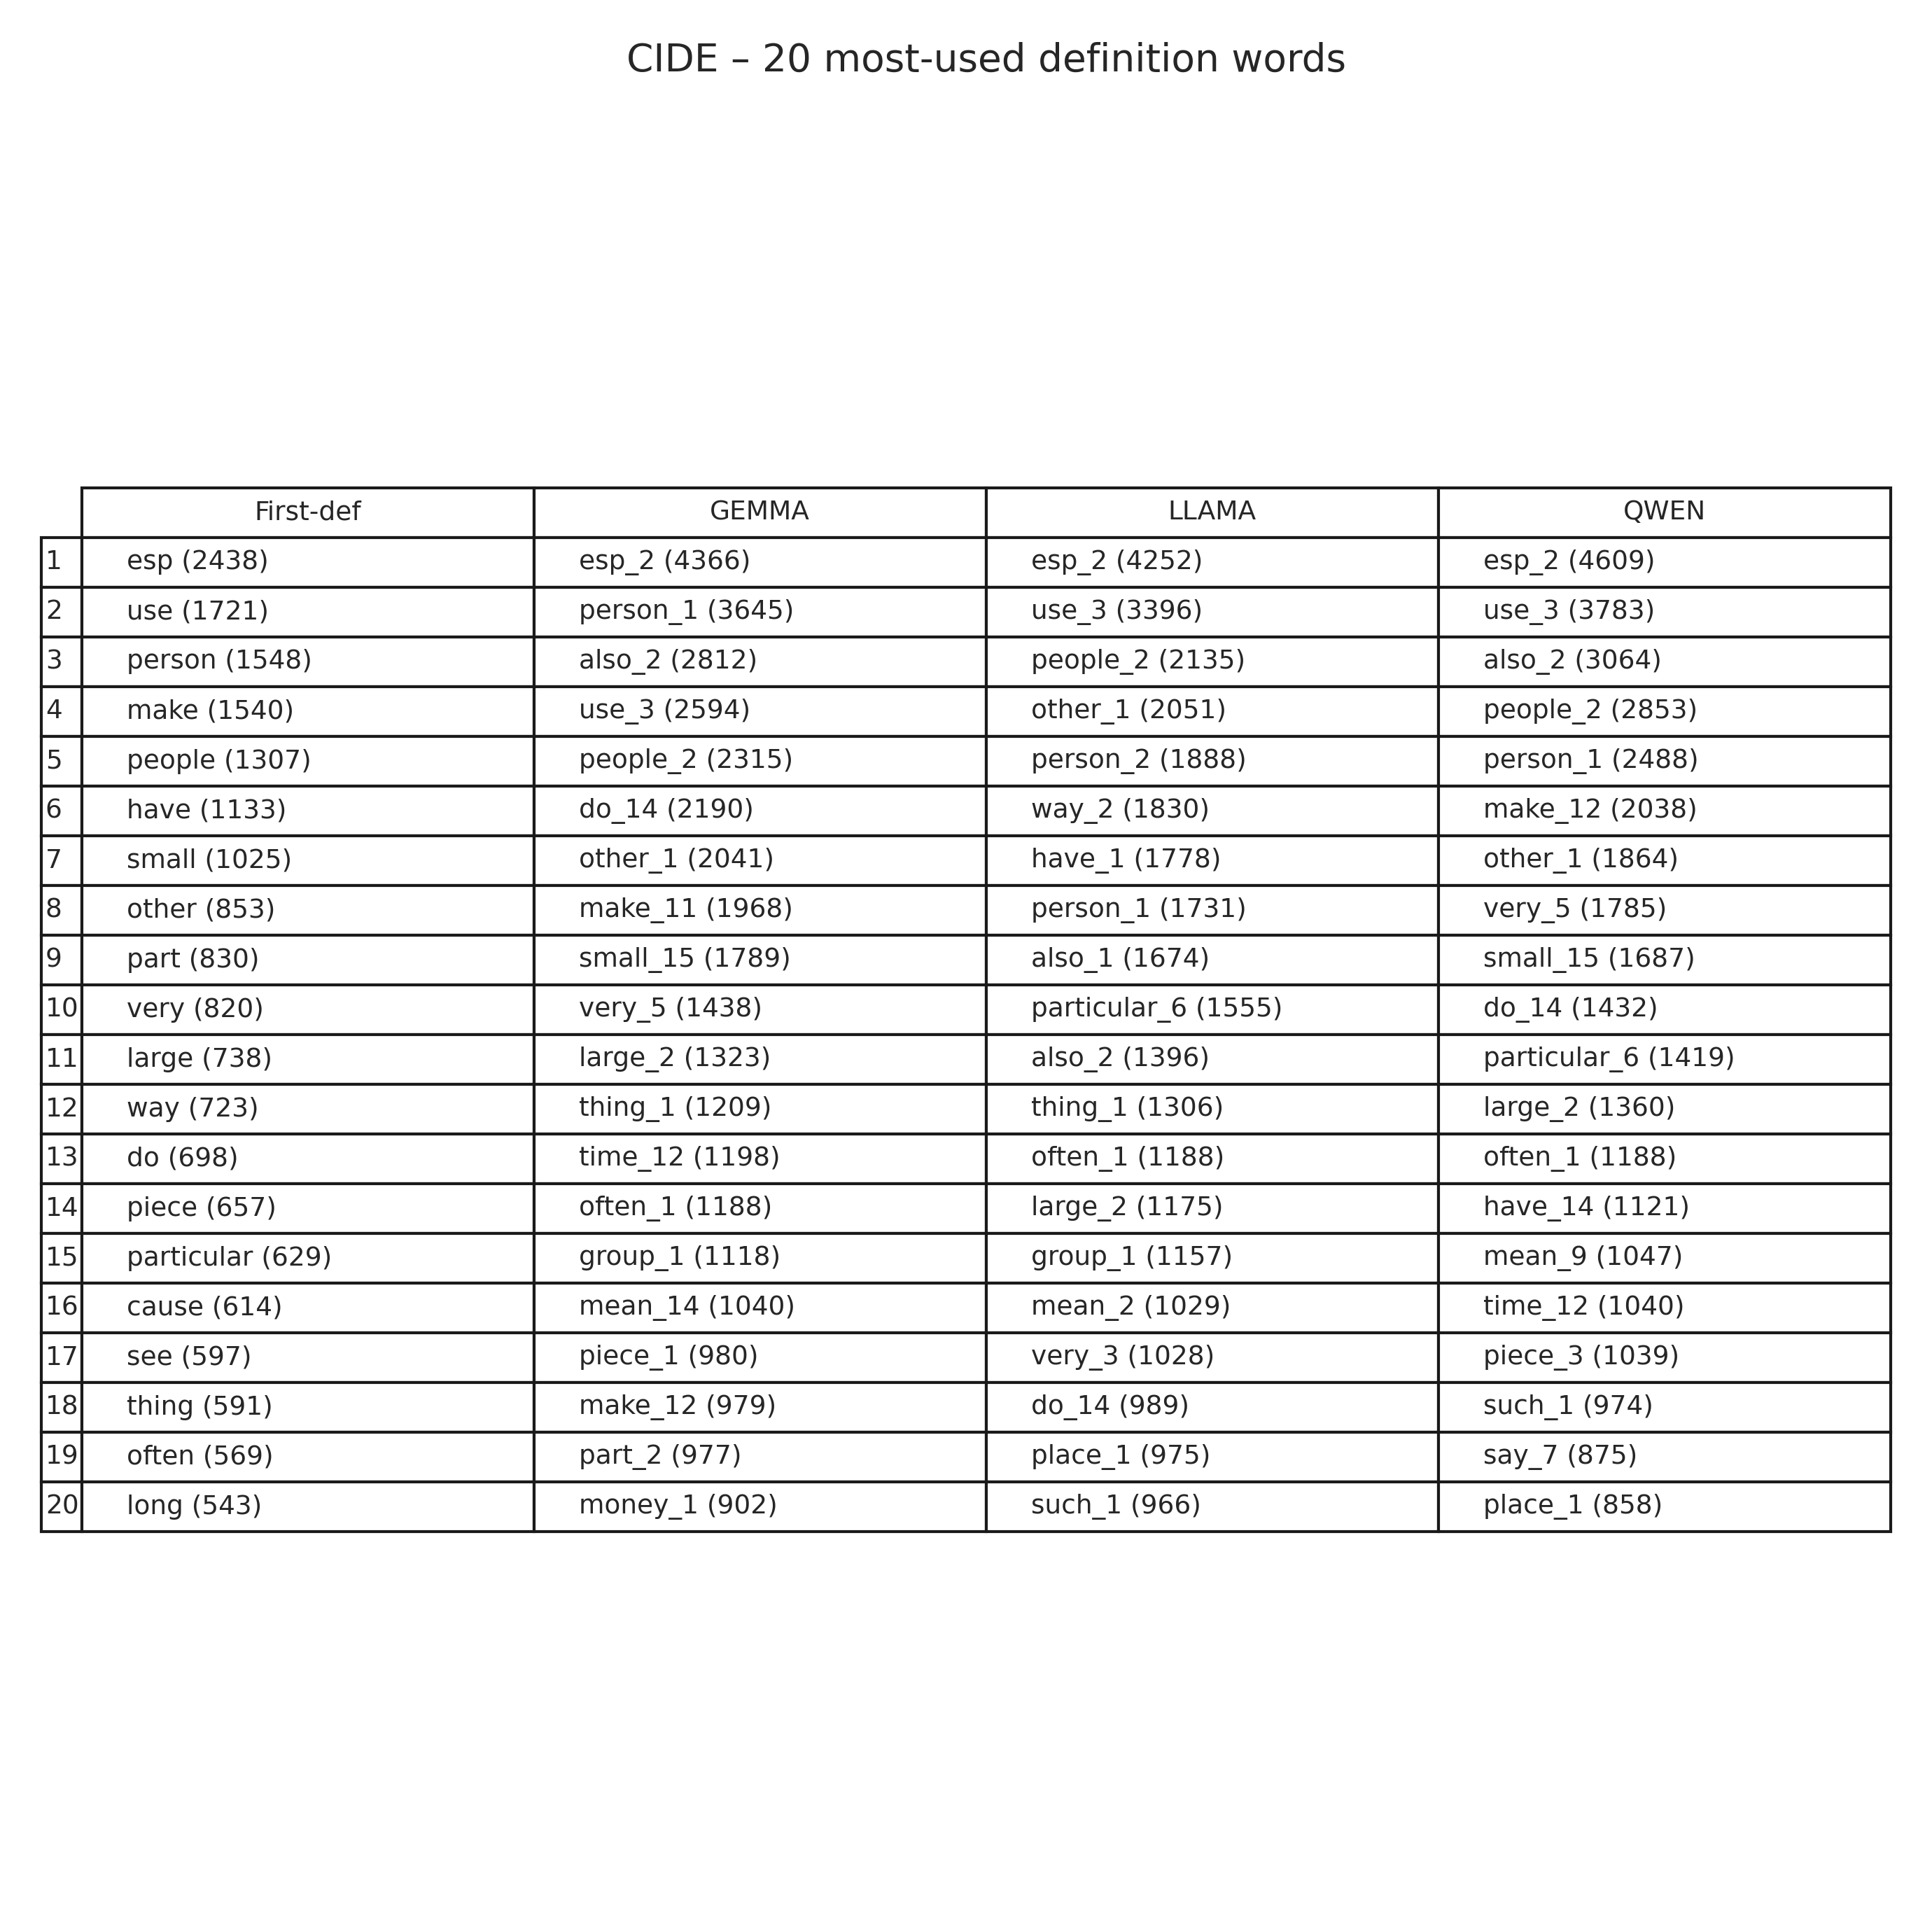 CIDE – 20 most-used definition words
First-def GEMMA LLAMA QWEN
1 esp (2438) esp_2 (4366) esp_2 (4252) esp_2 (4609)
2 use (1721) person_1 (3645) use_3 (3396) use_3 (3783)
3 person (1548) also_2 (2812) people_2 (2135) also_2 (3064)
4 make (1540) use_3 (2594) other_1 (2051) people_2 (2853)
5 people (1307) people_2 (2315) person_2 (1888) person_1 (2488)
6 have (1133) do_14 (2190) way_2 (1830) make_12 (2038)
7 small (1025) other_1 (2041) have_1 (1778) other_1 (1864)
8 other (853) make_11 (1968) person_1 (1731) very_5 (1785)
9 part (830) small_15 (1789) also_1 (1674) small_15 (1687)
10 very (820) very_5 (1438) particular_6 (1555) do_14 (1432)
11 large (738) large_2 (1323) also_2 (1396) particular_6 (1419)
12 way (723) thing_1 (1209) thing_1 (1306) large_2 (1360)
13 do (698) time_12 (1198) often_1 (1188) often_1 (1188)
14 piece (657) often_1 (1188) large_2 (1175) have_14 (1121)
15 particular (629) group_1 (1118) group_1 (1157) mean_9 (1047)
16 cause (614) mean_14 (1040) mean_2 (1029) time_12 (1040)
17 see (597) piece_1 (980) very_3 (1028) piece_3 (1039)
18 thing (591) make_12 (979) do_14 (989) such_1 (974)
19 often (569) part_2 (977) place_1 (975) say_7 (875)
20 long (543) money_1 (902) such_1 (966) place_1 (858)